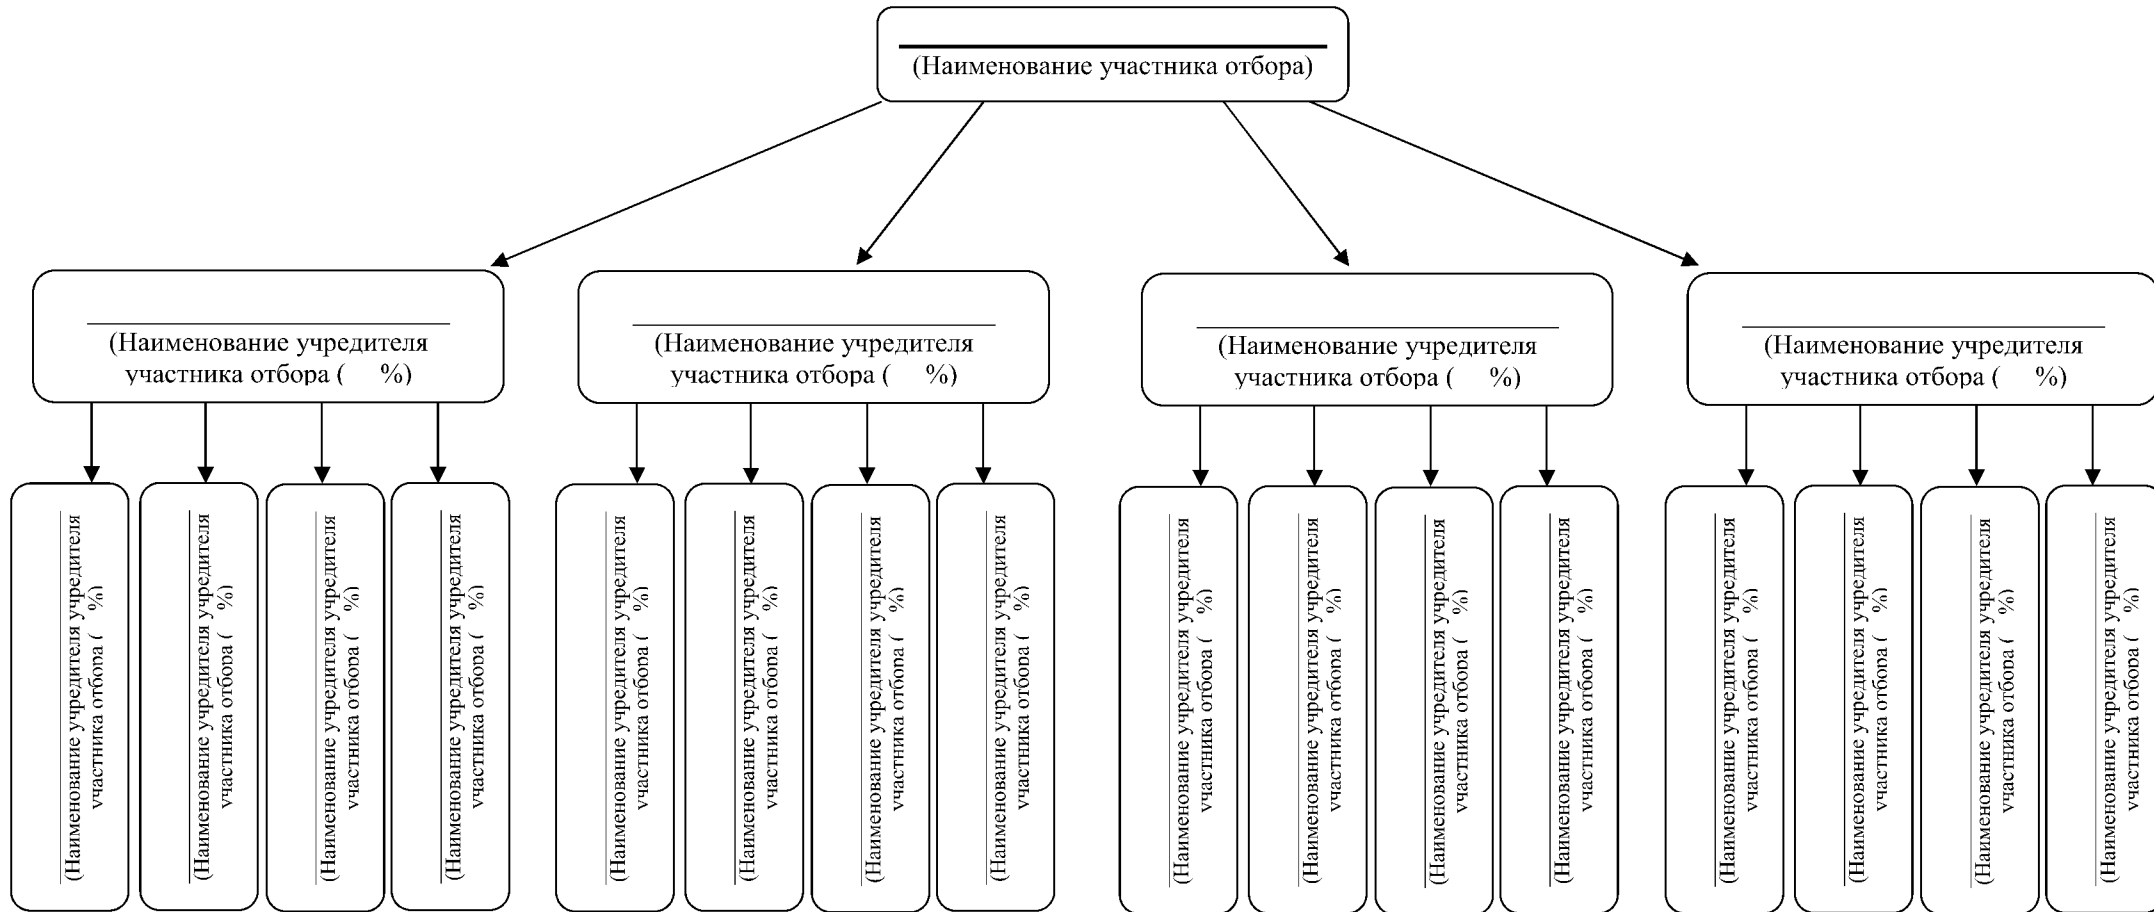 (Наименование участника отбора)
(Наименование учредителя
участника отбора (    %)
(Наименование учредителя
участника отбора (    %)
(Наименование учредителя
участника отбора (    %)
(Наименование учредителя
участника отбора (    %)
(Наименование учредителя учредителя
участника отбора (    %)
(Наименование учредителя учредителя
участника отбора (    %)
(Наименование учредителя учредителя
участника отбора (    %)
(Наименование учредителя учредителя
участника отбора (    %)
(Наименование учредителя учредителя
участника отбора (    %)
(Наименование учредителя учредителя
участника отбора (    %)
(Наименование учредителя учредителя
участника отбора (    %)
(Наименование учредителя учредителя
участника отбора (    %)
(Наименование учредителя учредителя
участника отбора (    %)
(Наименование учредителя учредителя
участника отбора (    %)
(Наименование учредителя учредителя
участника отбора (    %)
(Наименование учредителя учредителя
участника отбора (    %)
(Наименование учредителя учредителя
участника отбора (    %)
(Наименование учредителя учредителя
участника отбора (    %)
(Наименование учредителя учредителя
участника отбора (    %)
(Наименование учредителя учредителя
участника отбора (    %)